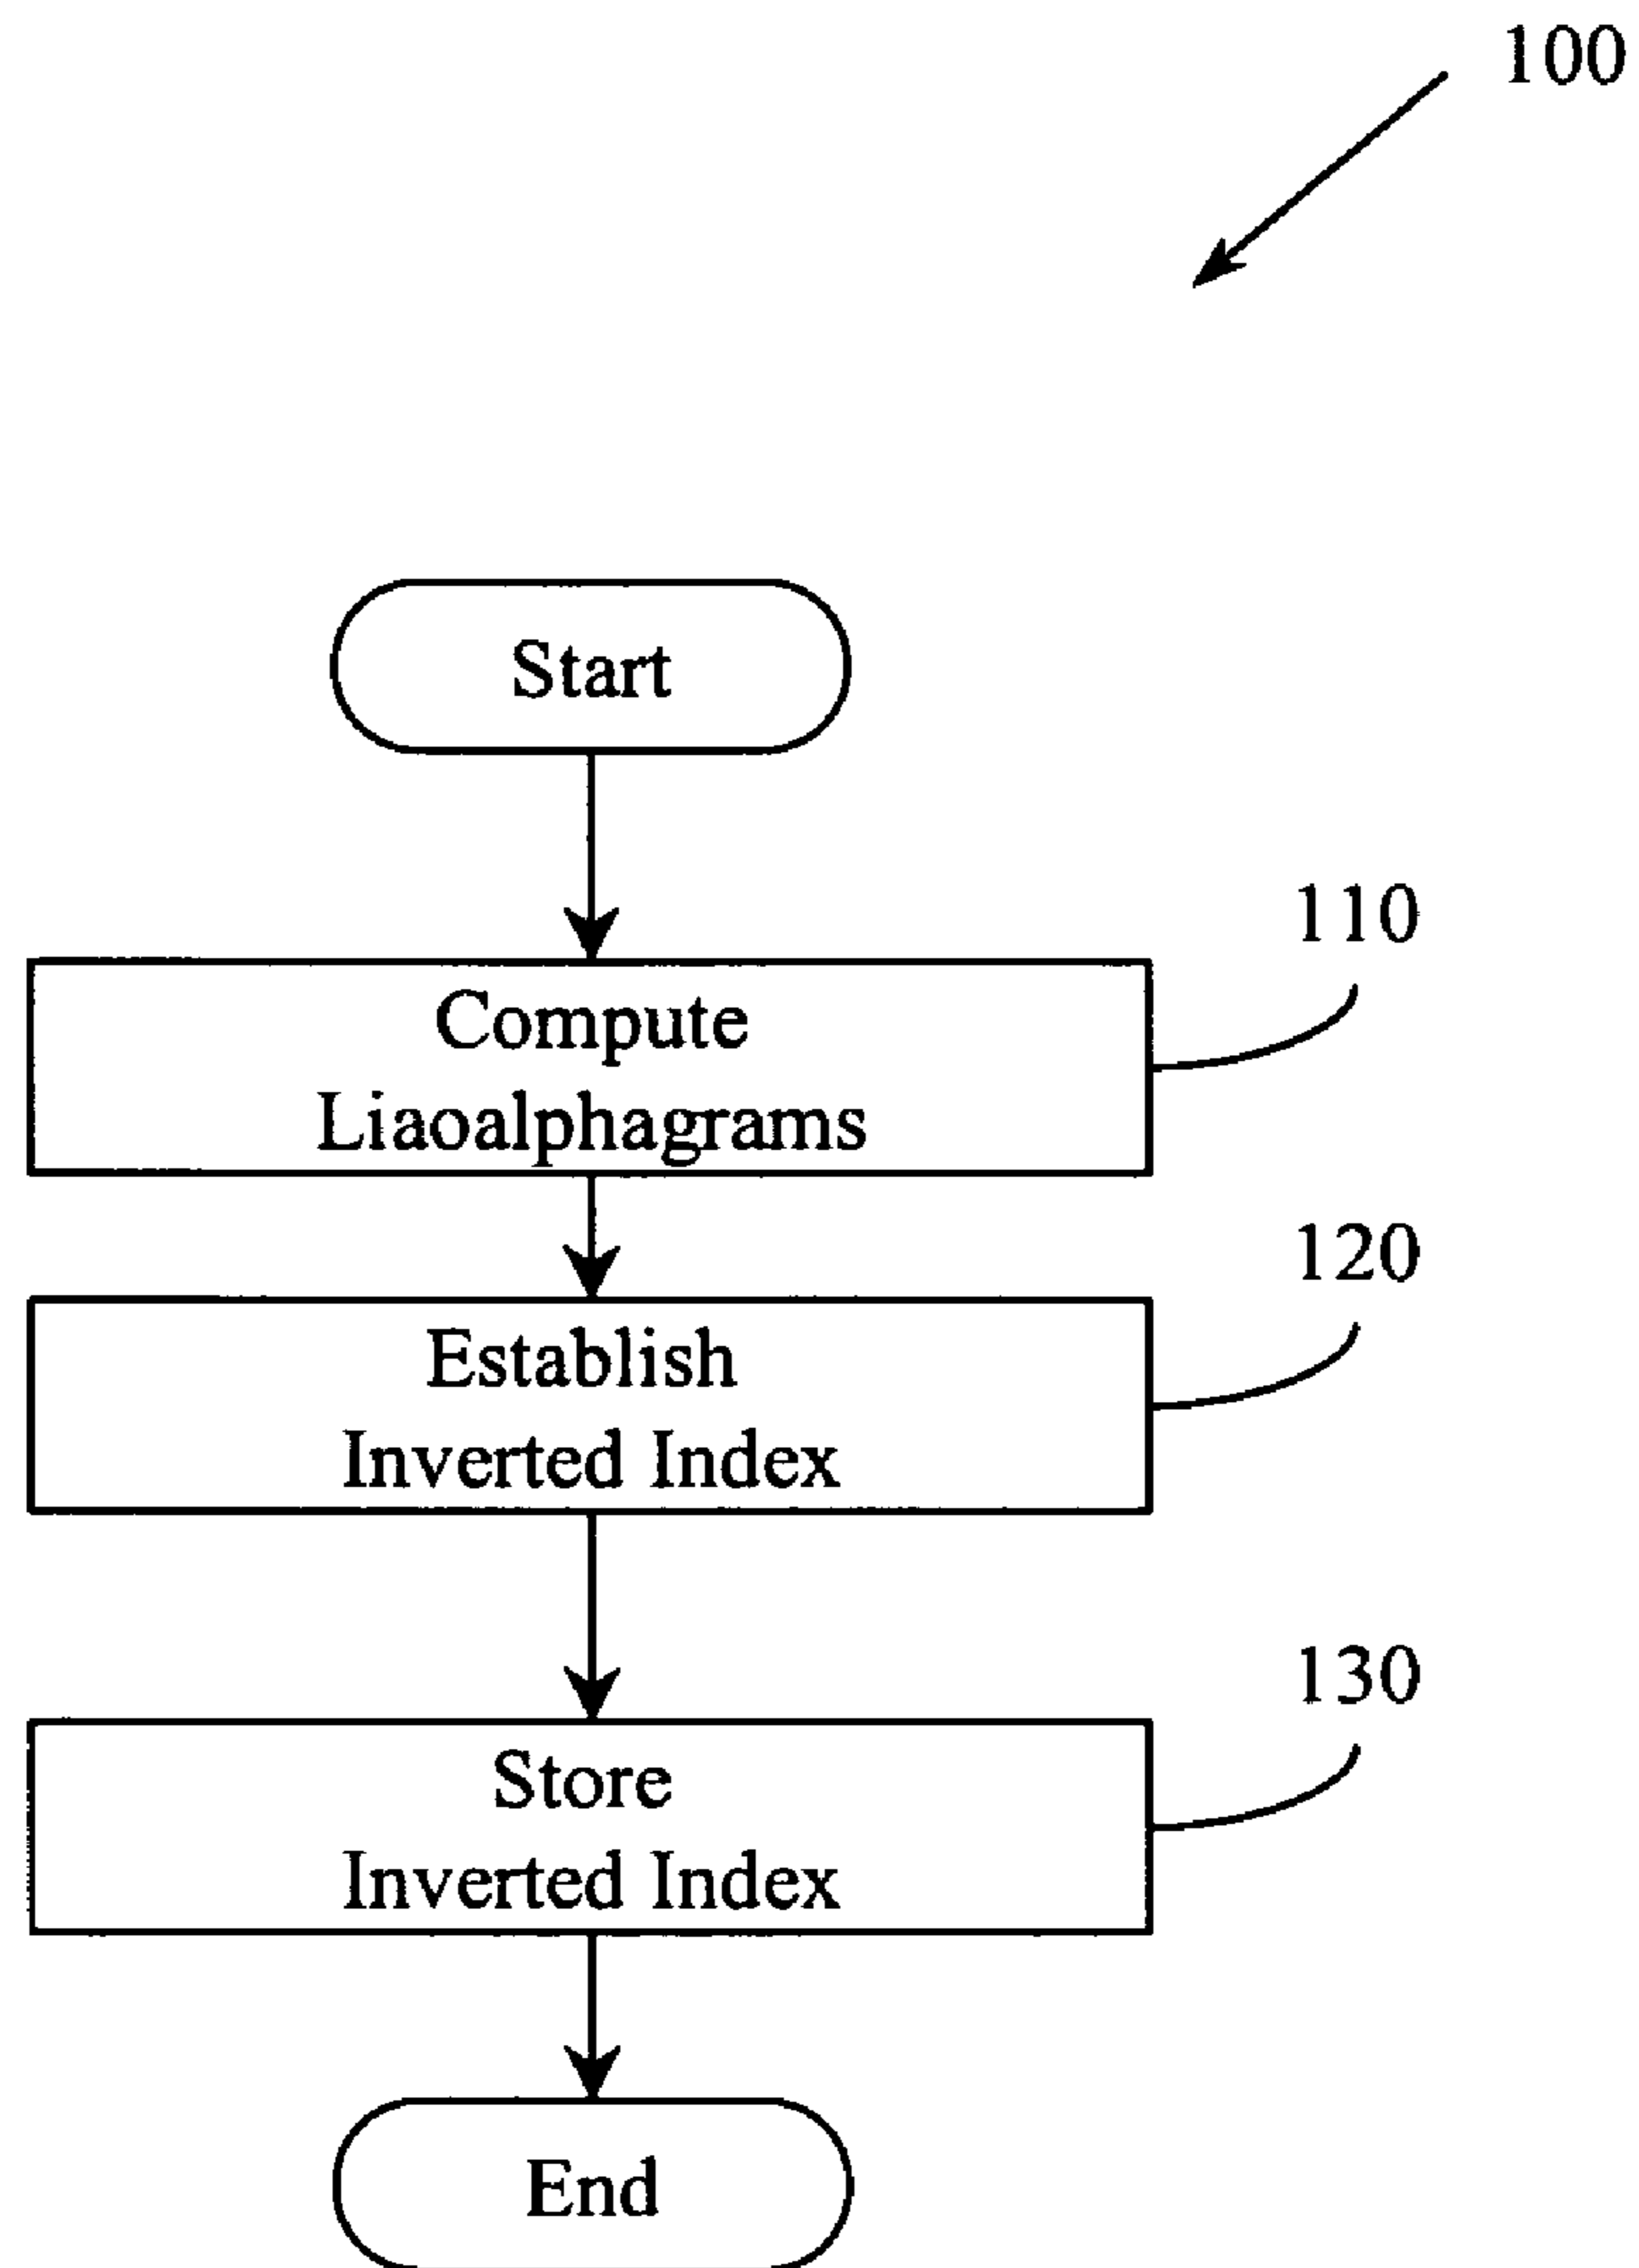 100
Start
110
Compute
Liaoalphagrams
120
Establish
Inverted Index
130
Store
Inverted Index
End